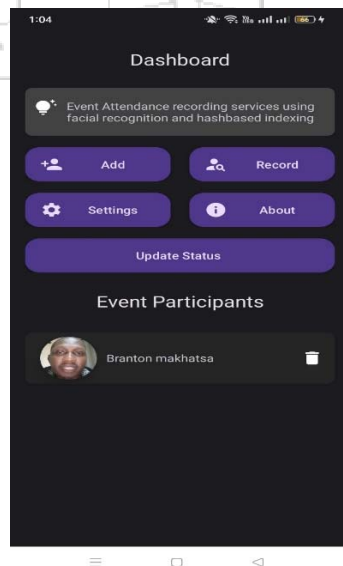 1:04
66
Dashboard
Event Attendance recording services using
facial recognition and hashbased indexing
Add
Record
Settings
About
Update Status
Event Participants
Branton makhatsa